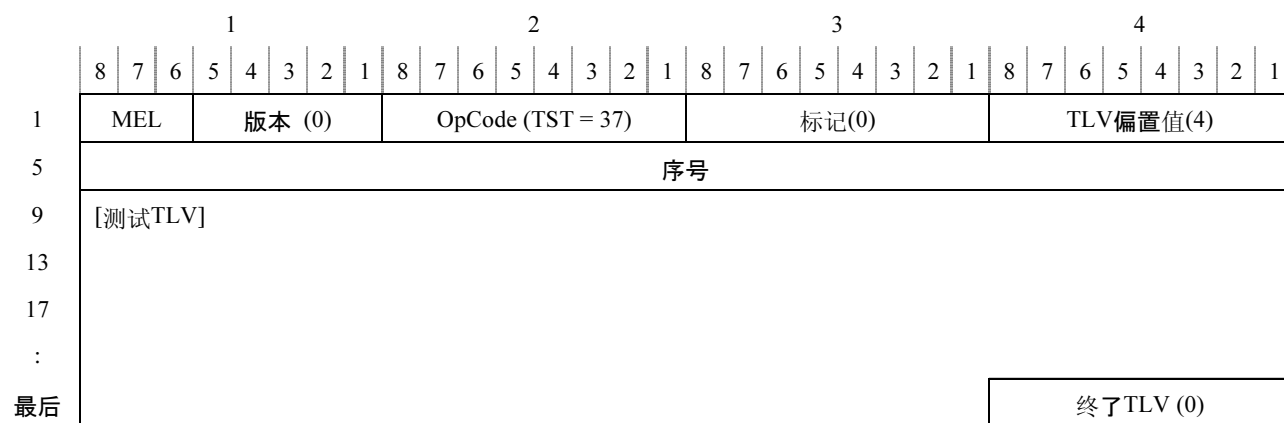 1 2 3 4
8 7 6 5 4 3 2 1 8 7 6 5 4 3 2 1 8 7 6 5 4 3 2 1 8 7 6 5 4 3 2 1
1 MEL 版本 (0) OpCode (TST = 37) 标记(0) TLV偏置值(4)
5 序号
9 [测试TLV]
13
17
:
最后 终了TLV (0)